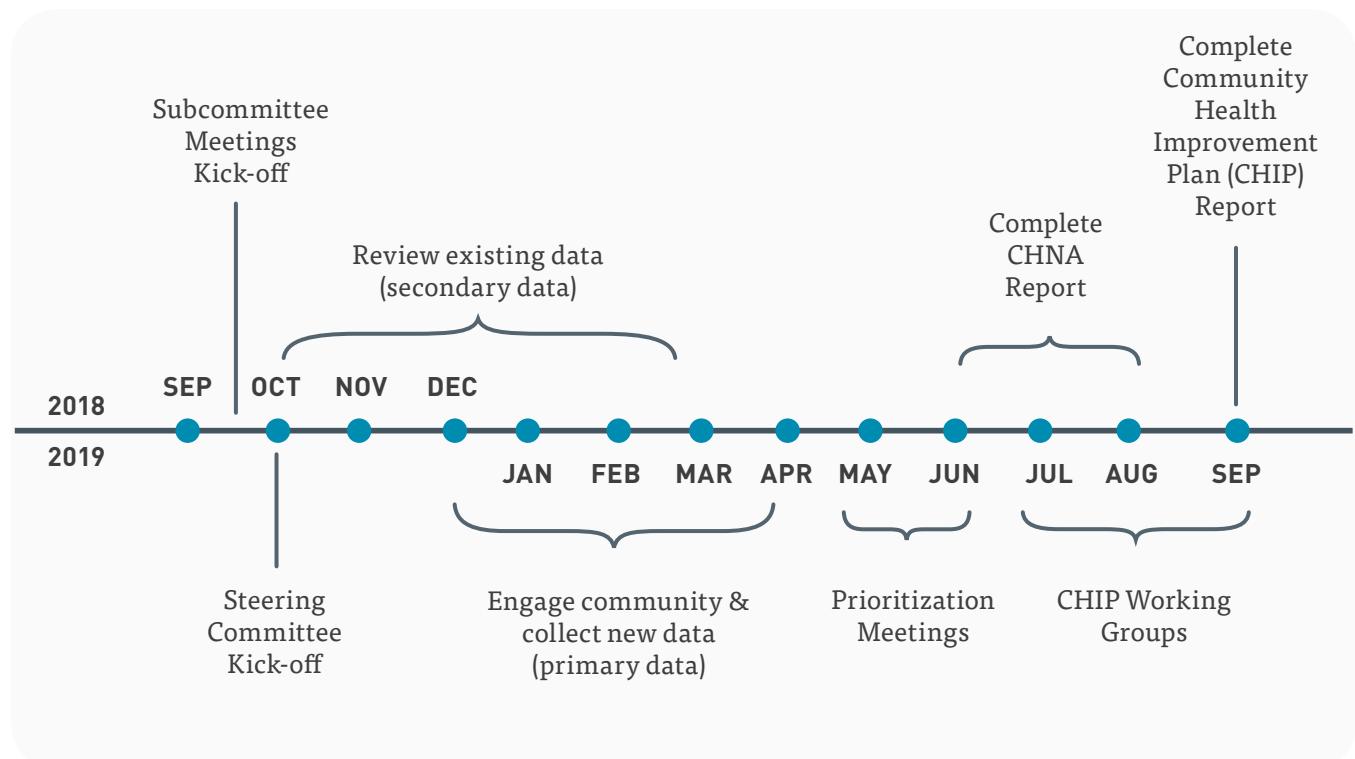 Complete
Community
Health
Improvement
Plan (CHIP)
Report
Subcommittee
Meetings
Kick-off
Complete
CHNA
Report
Review existing data
(secondary data)
SEP OCT NOV DEC
2018
2019
JAN FEB MAR APR MAY JUN JUL AUG SEP
Steering
Committee
Kick-off
Engage community &
collect new data
(primary data)
Prioritization
Meetings
CHIP Working
Groups